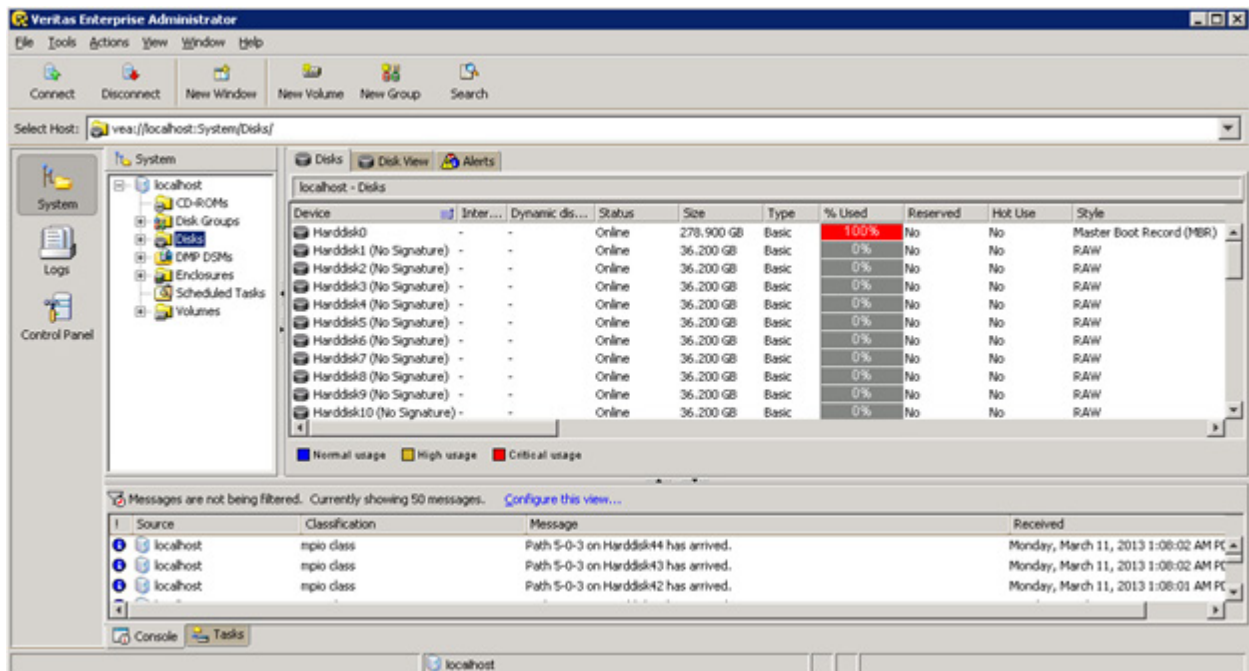 Veritas Enterprise Administrator
File Tools Actions View Window Help
Connect Disconnect New Window New Volume New Group Search
Select Host: vea://localhost:System/Disks/
System
Logs
Control Panel
System
localhost
CD-ROMs
Disk Groups
Disks
DMP DSMs
Enclosures
Scheduled Tasks
Volumes
Disks Disk View Alerts
localhost - Disks
Device Inter... Dynamic dis... Status Size Type % Used Reserved Hot Use Style
Harddisk0 - - Online 278.900 GB Basic 100% No No Master Boot Record (MBR)
Harddisk1 (No Signature) - - Online 36.200 GB Basic 0% No No RAW
Harddisk2 (No Signature) - - Online 36.200 GB Basic 0% No No RAW
Harddisk3 (No Signature) - - Online 36.200 GB Basic 0% No No RAW
Harddisk4 (No Signature) - - Online 36.200 GB Basic 0% No No RAW
Harddisk5 (No Signature) - - Online 36.200 GB Basic 0% No No RAW
Harddisk6 (No Signature) - - Online 36.200 GB Basic 0% No No RAW
Harddisk7 (No Signature) - - Online 36.200 GB Basic 0% No No RAW
Harddisk8 (No Signature) - - Online 36.200 GB Basic 0% No No RAW
Harddisk9 (No Signature) - - Online 36.200 GB Basic 0% No No RAW
Harddisk10 (No Signature) - - Online 36.200 GB Basic 0% No No RAW
Normal usage High usage Critical usage
Messages are not being filtered. Currently showing 50 messages. Configure this view...
! Source Classification Message Received
localhost mpio class Path 5-0-3 on Harddisk44 has arrived. Monday, March 11, 2013 1:08:02 AM
localhost mpio class Path 5-0-3 on Harddisk43 has arrived. Monday, March 11, 2013 1:08:02 AM
localhost mpio class Path 5-0-3 on Harddisk42 has arrived. Monday, March 11, 2013 1:08:01 AM
Console Tasks
localhost